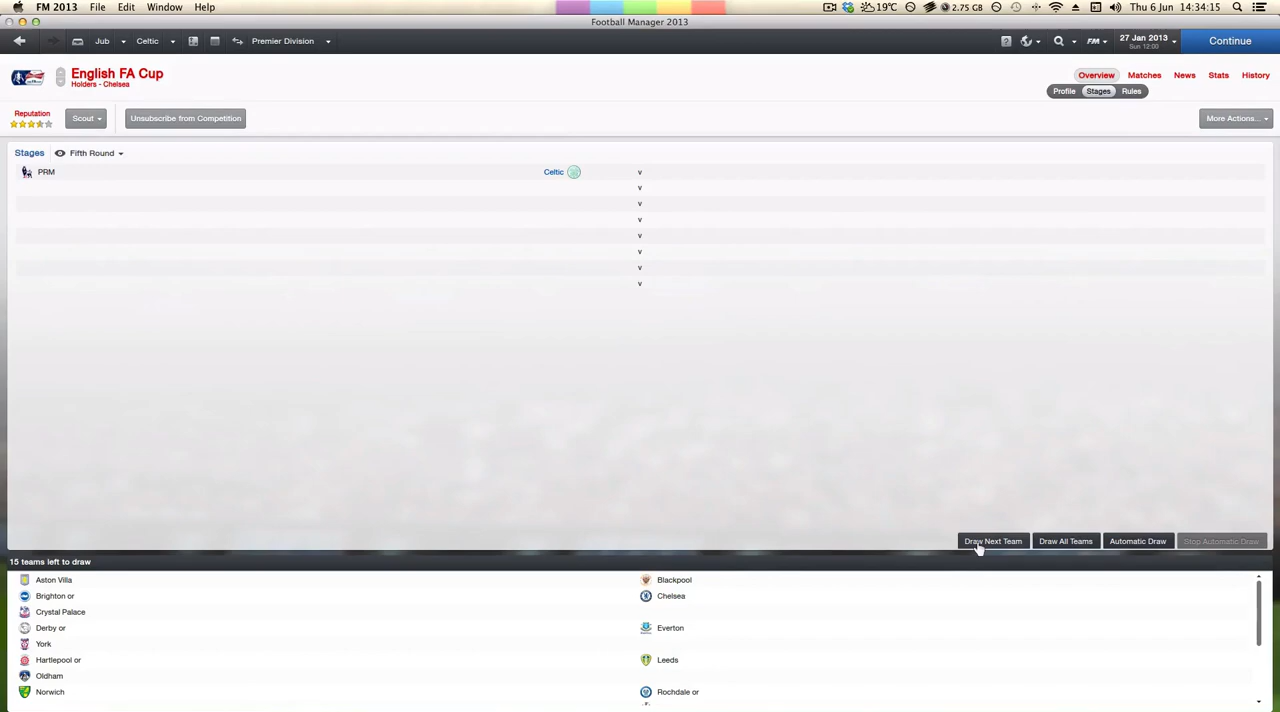 FM 2013 File Edit Window Help 19°C 2.75 GB Thu 6 Jun 14:34:15
Football Manager 2013
Jub Celtic Premier Division FM 27 Jan 2013 Sun 12:00 Continue
English FA Cup
Holders - Chelsea
Overview Matches News Stats History
Profile Stages Rules
Reputation
Scout Unsubscribe from Competition More Actions...
Stages Fifth Round
PRM Celtic v
v
v
v
v
v
v
v
Draw Next Team Draw All Teams Automatic Draw Stop Automatic Draw
15 teams left to draw
Aston Villa Blackpool
Brighton or Chelsea
Crystal Palace
Derby or Everton
York
Hartlepool or Leeds
Oldham
Norwich Rochdale or